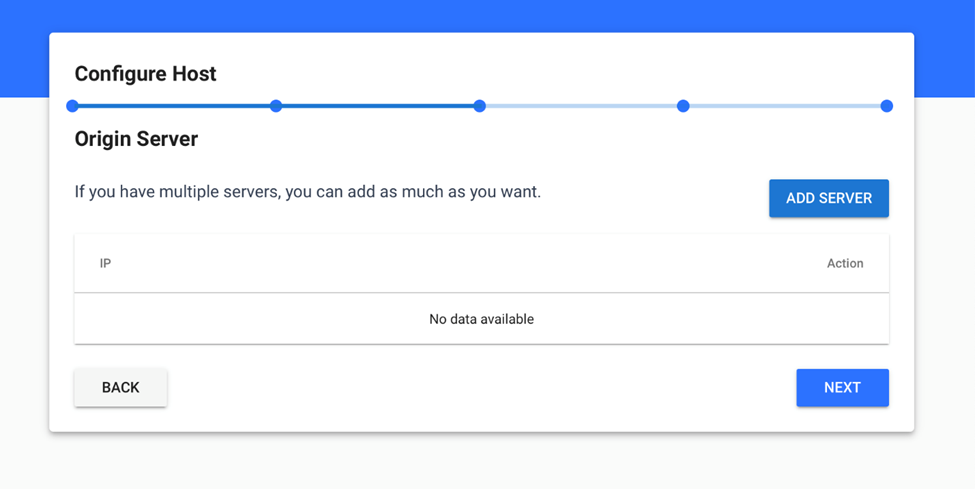 Configure Host
Origin Server
If you have multiple servers, you can add as much as you want.
ADD SERVER
IP
Action
No data available
BACK
NEXT